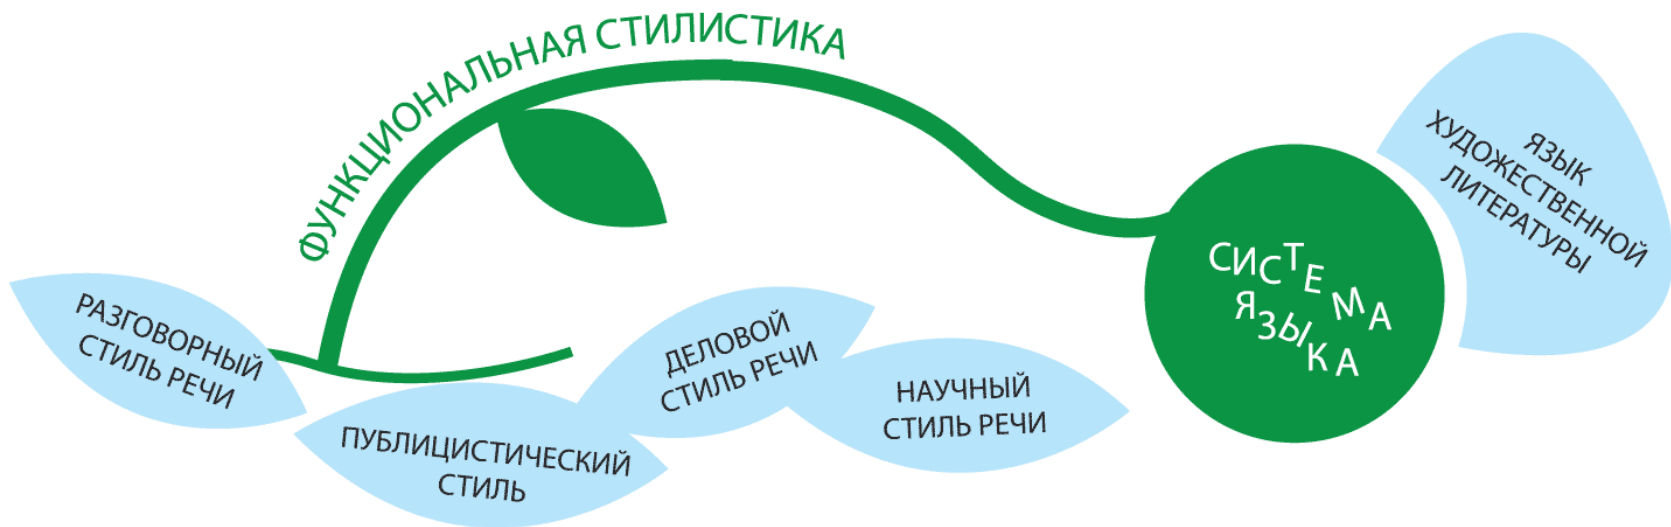 ФУНКЦИОНАЛЬНАЯ СТИЛИСТИКА
РАЗГОВОРНЫЙ
СТИЛЬ РЕЧИ
ПУБЛИЦИСТИЧЕСКИЙ
СТИЛЬ
ДЕЛОВОЙ
СТИЛЬ РЕЧИ
НАУЧНЫЙ
СТИЛЬ РЕЧИ
СИСТЕМА
ЯЗЫКА
ЯЗЫК
ХУДОЖЕСТВЕННОЙ
ЛИТЕРАТУРЫ